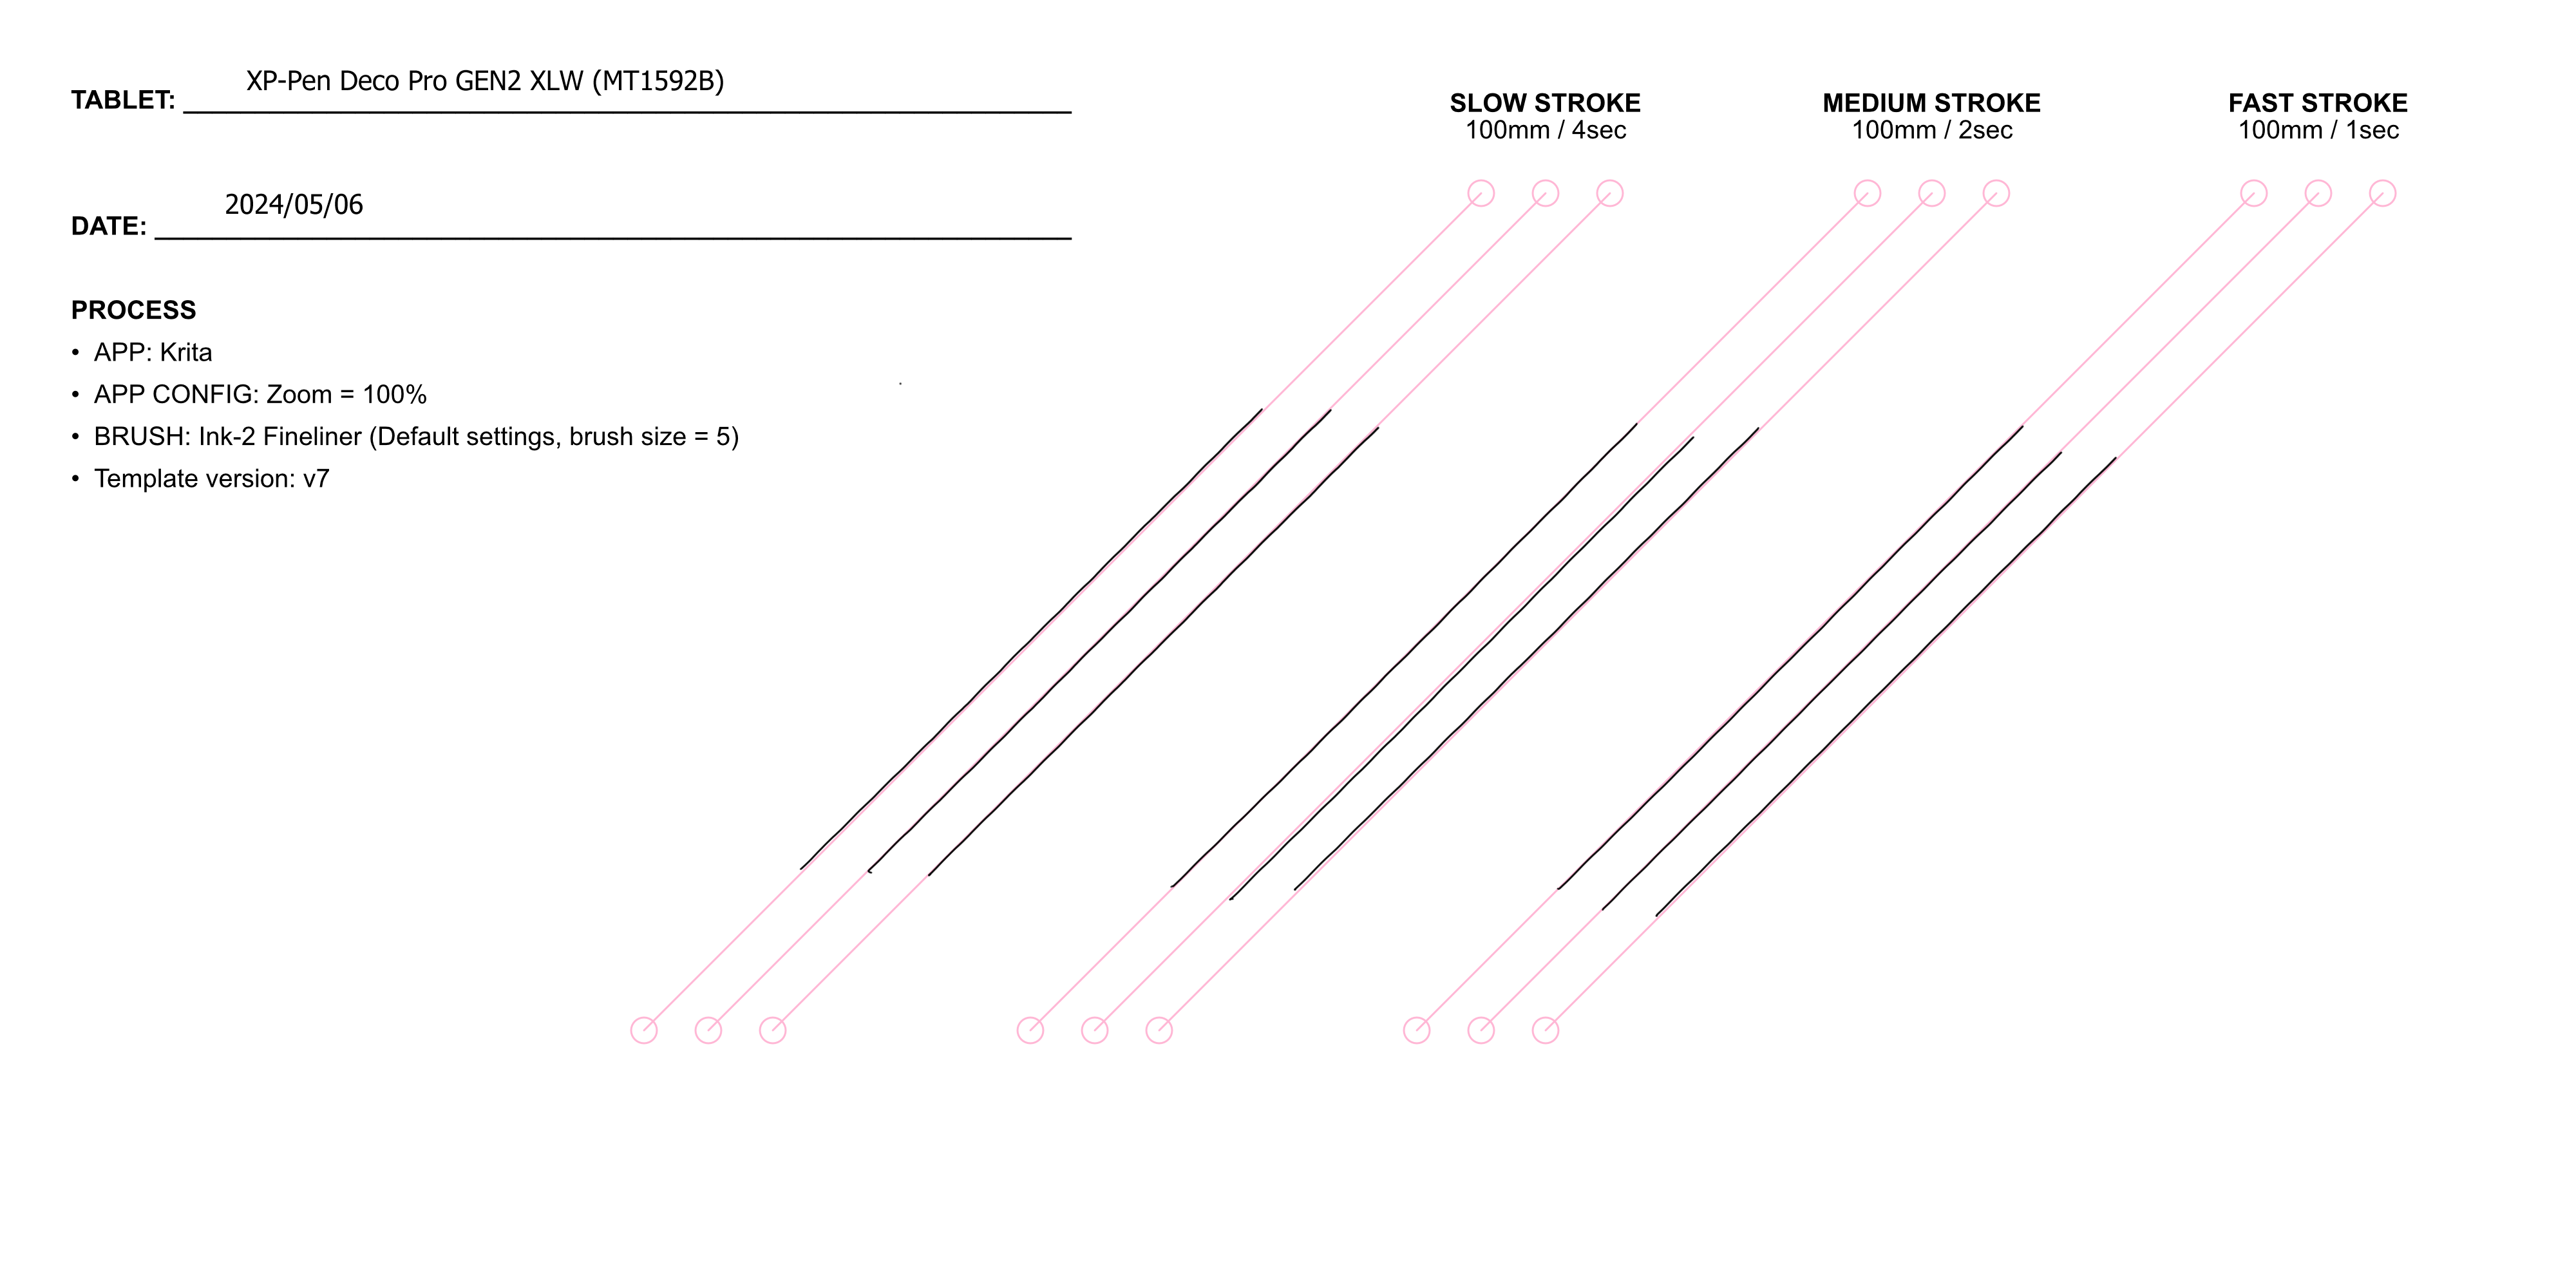 TABLET: XP-Pen Deco Pro GEN2 XLW (MT1592B)
DATE: 2024/05/06
PROCESS
• APP: Krita
• APP CONFIG: Zoom = 100%
• BRUSH: Ink-2 Fineliner (Default settings, brush size = 5)
• Template version: v7
SLOW STROKE
100mm / 4sec
MEDIUM STROKE
100mm / 2sec
FAST STROKE
100mm / 1sec